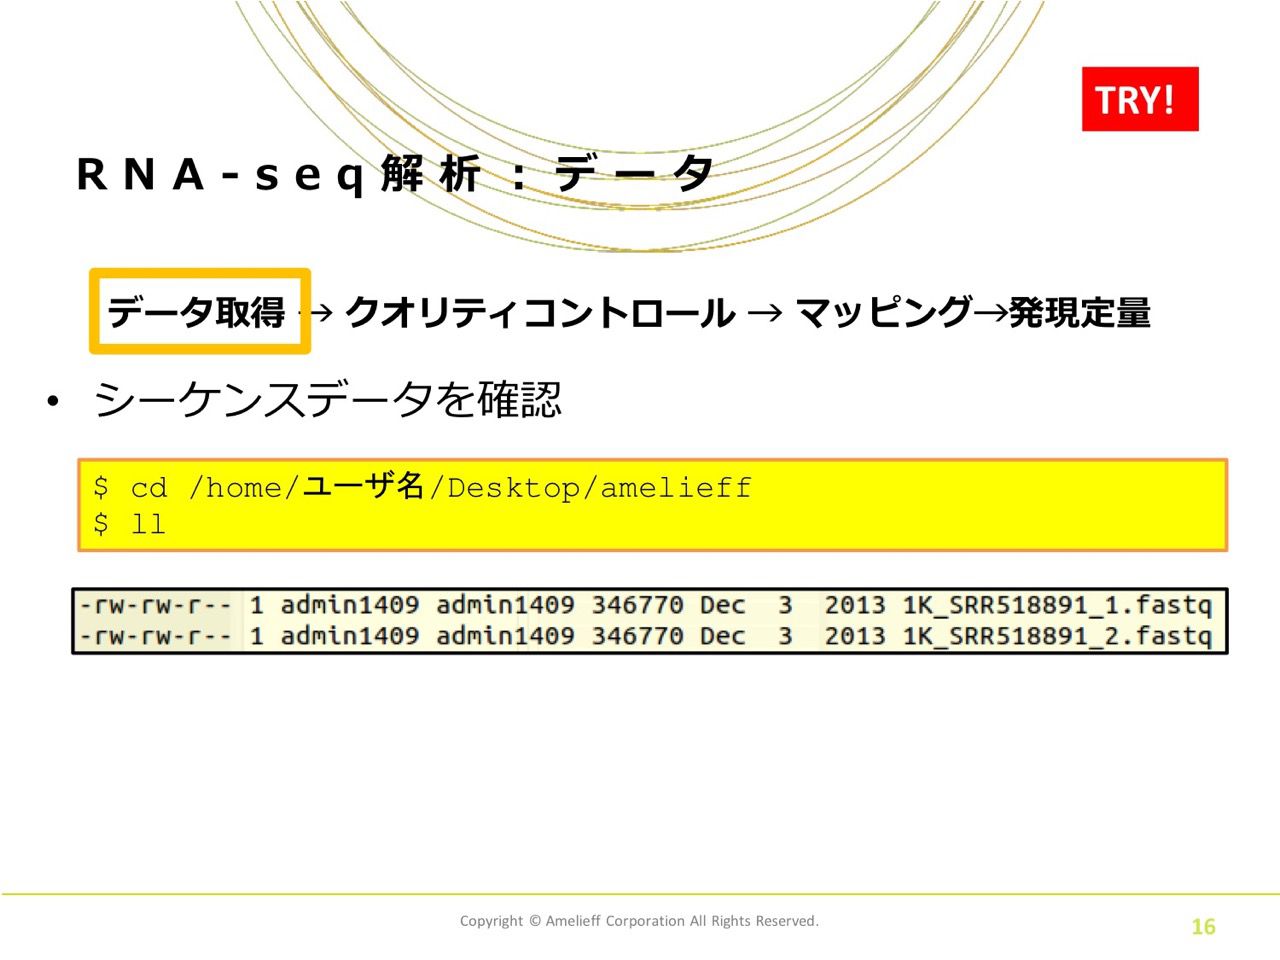 TRY!
RNA-seq解析：データ
データ取得 → クオリティコントロール → マッピング→発現定量
• シーケンスデータを確認
$ cd /home/ユーザ名/Desktop/amelieff
$ ll
-rw-rw-r-- 1 admin1409 admin1409 346770 Dec  3  2013 1K_SRR518891_1.fastq
-rw-rw-r-- 1 admin1409 admin1409 346770 Dec  3  2013 1K_SRR518891_2.fastq
Copyright © Amelieff Corporation All Rights Reserved.
16